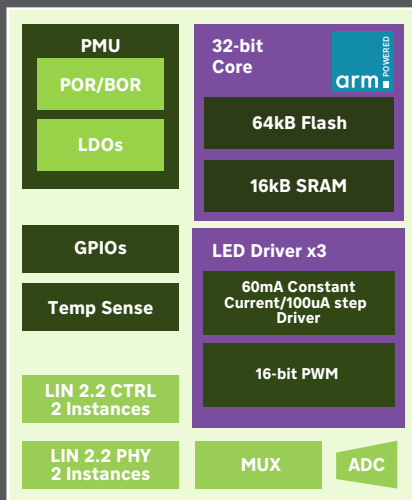 PMU
POR/BOR
LDOs
32-bit
Core
arm POWERED
64kB Flash
16kB SRAM
GPIOs
Temp Sense
LED Driver x3
60mA Constant
Current/100uA step
Driver
16-bit PWM
LIN 2.2 CTRL
2 Instances
LIN 2.2 PHY
2 Instances
MUX
ADC